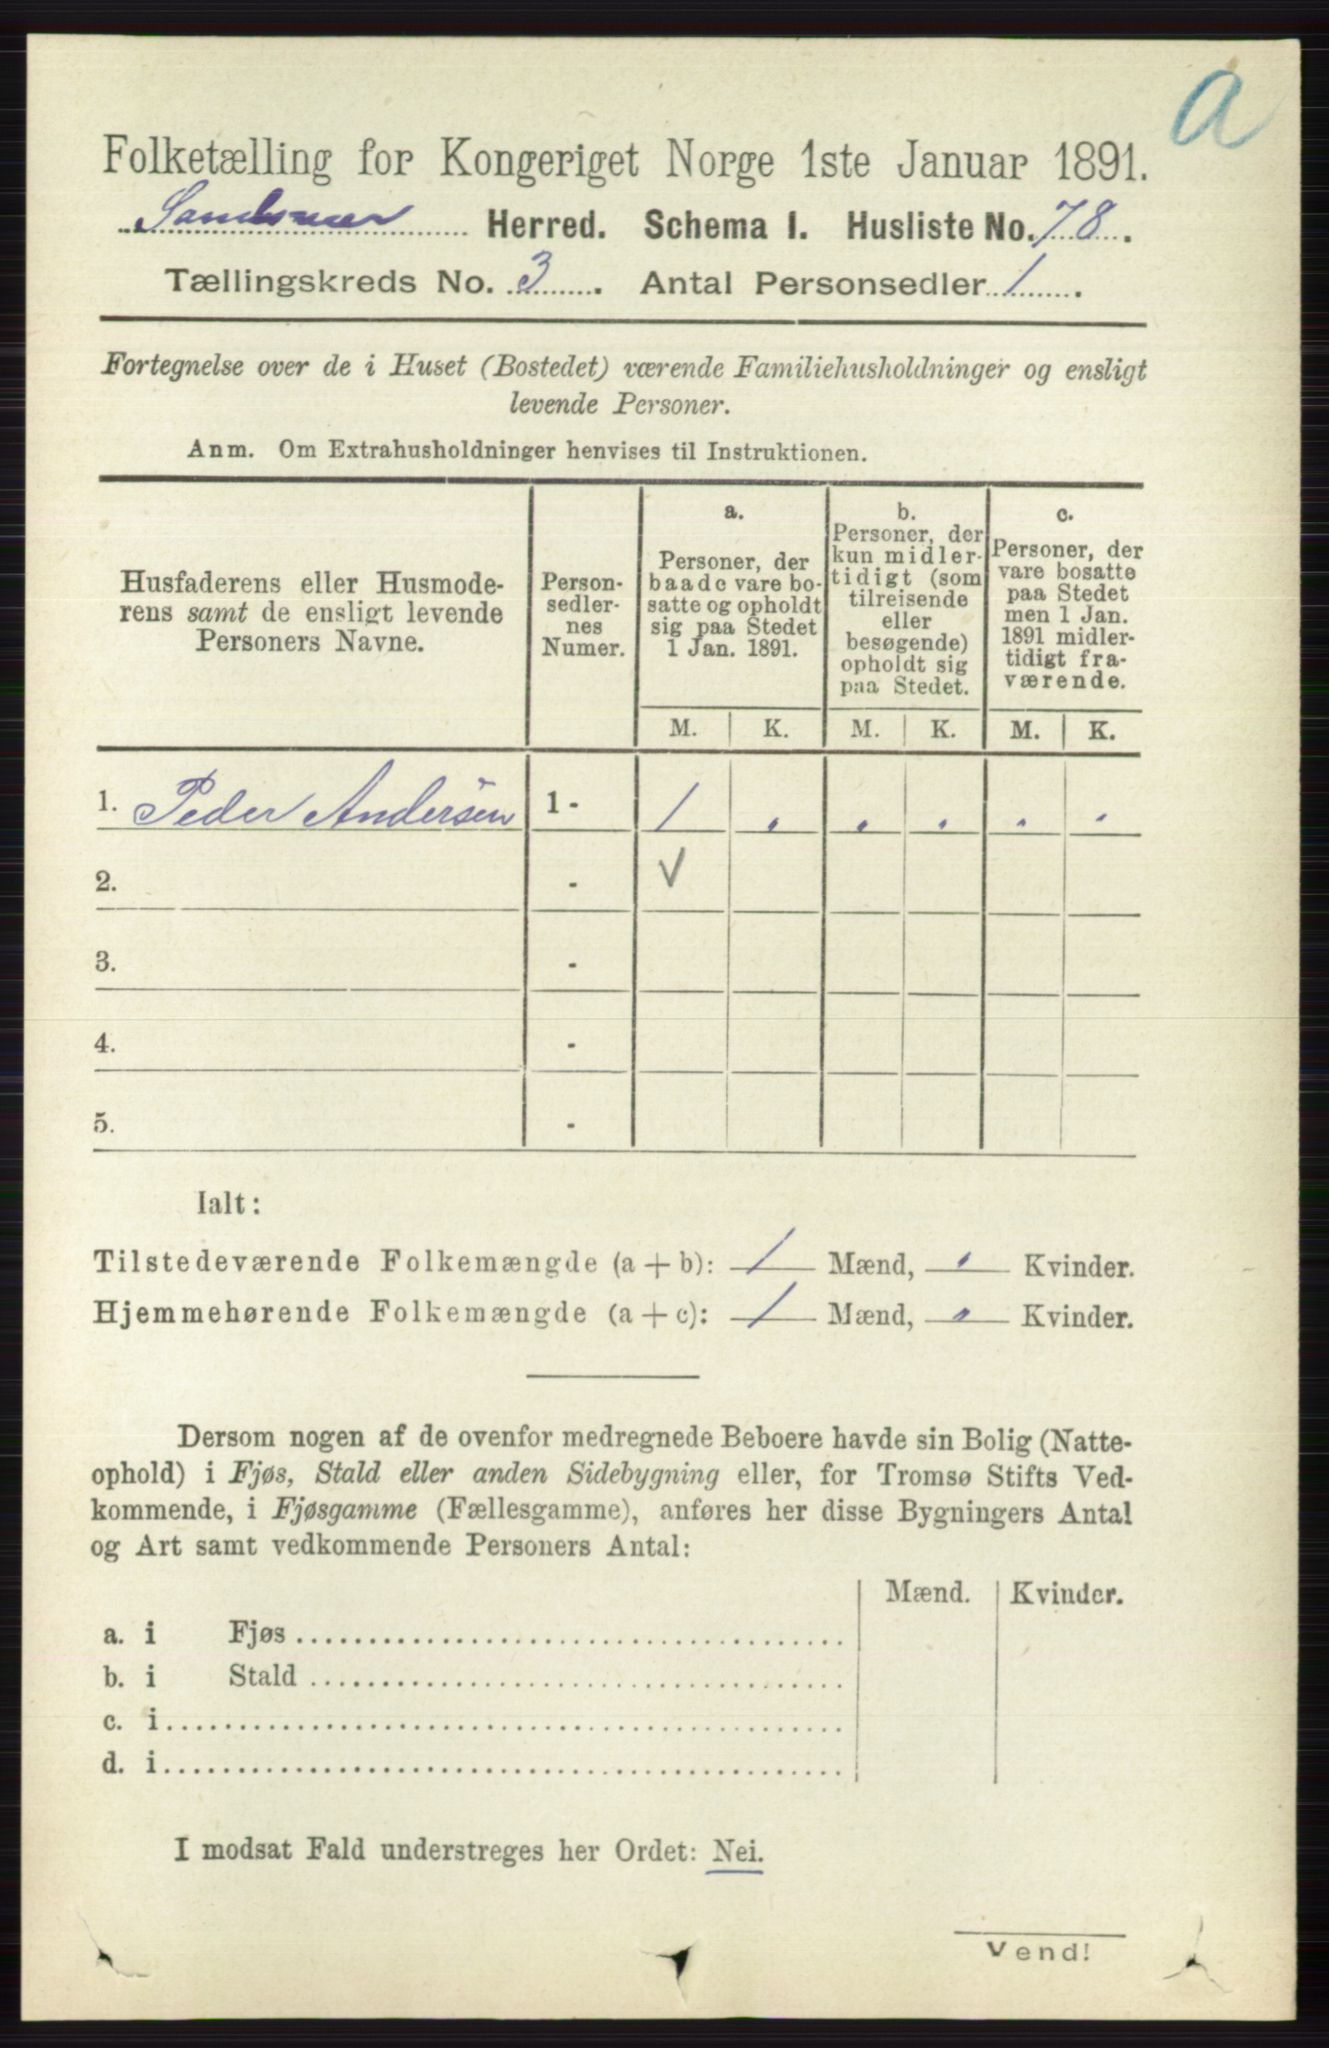 a
Folketælling for Kongeriget Norge 1ste Januar 1891.
Sandsvær Herred. Schema I. Husliste No. 78.
Tællingskreds No. 3. Antal Personsedler 1.
Fortegnelse over de i Huset (Bostedet) værende Familiehusholdninger og ensligt
levende Personer.
Anm. Om Extrahusholdninger henvises til Instruktionen.
Husfaderens eller Husmode-
rens samt de ensligt levende
Personers Navne.
Person-
sedler-
nes
Numer.
a.
Personer, der
baade vare bo-
satte og opholdt
sig paa Stedet
1 Jan. 1891.
b.
Personer, der
kun midler-
tidigt (som
tilreisende
eller
besøgende)
opholdt sig
paa Stedet.
c.
Personer, der
vare bosatte
paa Stedet
men 1 Jan.
1891 midler-
tidigt fra-
værende.
M. K. M. K. M. K.
1. Peder Andersen 1 - 1 . . . . .
2. - √
3. -
4. -
5. -
Ialt:
Tilstedeværende Folkemængde (a + b): 1 Mænd, . Kvinder.
Hjemmehørende Folkemængde (a + c): 1 Mænd, . Kvinder.
Dersom nogen af de ovenfor medregnede Beboere havde sin Bolig (Natte-
ophold) i Fjøs, Stald eller anden Sidebygning eller, for Tromsø Stifts Ved-
kommende, i Fjøsgamme (Fællesgamme), anføres her disse Bygningers Antal
og Art samt vedkommende Personers Antal:
Mænd. Kvinder.
a. i Fjøs
b. i Stald
c. i
d. i
I modsat Fald understreges her Ordet: Nei.
Vend!